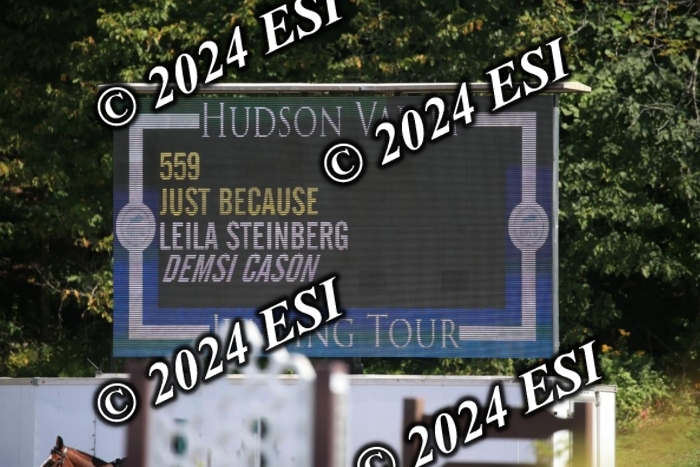 © 2024 ESI
© 2024 ESI
HUDSON
559
JUST BECAUSE
LEILA STEINBERG
DEMSI CASON
TOUR
© 2024 ESI
© 2024 ESI